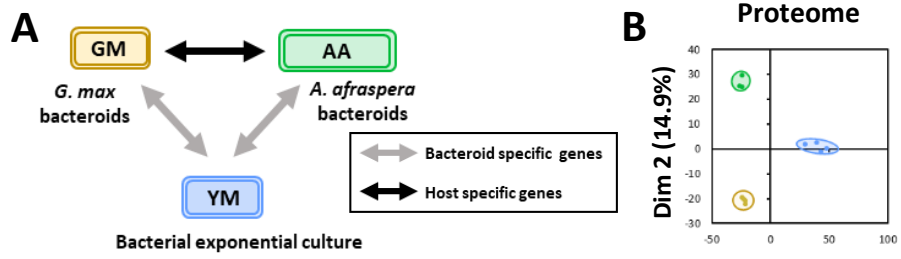 A
GM
AA
G. max
bacteroids
A. afraspera
bacteroids
YM
Bacterial exponential culture
Bacteroid specific genes
Host specific genes
B
Proteome
Dim 2 (14.9%)
40
30
20
10
0
-10
-20
-30
-50
0
50
100